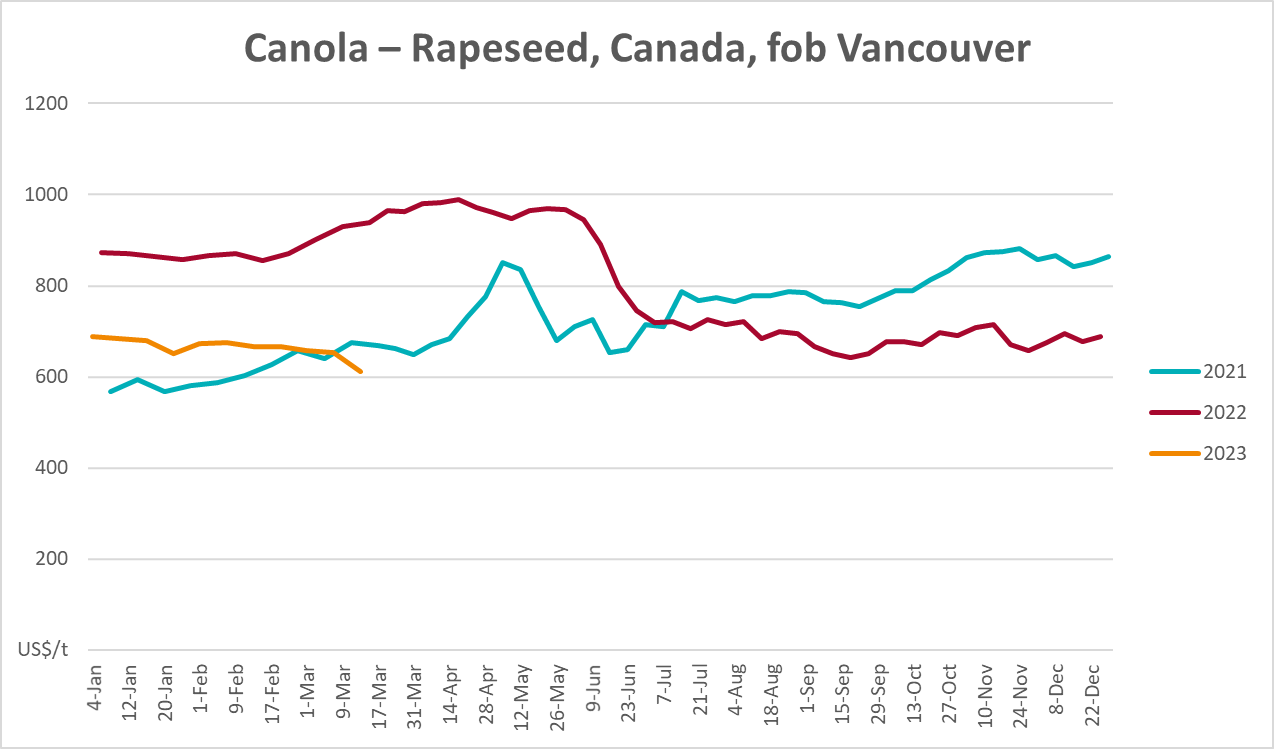 Canola – Rapeseed, Canada, fob Vancouver
1200
1000
800
600
400
200
US$/t
4-Jan
12-Jan
20-Jan
1-Feb
9-Feb
17-Feb
1-Mar
9-Mar
17-Mar
31-Mar
14-Apr
28-Apr
12-May
26-May
9-Jun
23-Jun
7-Jul
21-Jul
4-Aug
18-Aug
1-Sep
15-Sep
29-Sep
13-Oct
27-Oct
10-Nov
24-Nov
8-Dec
22-Dec
2021
2022
2023